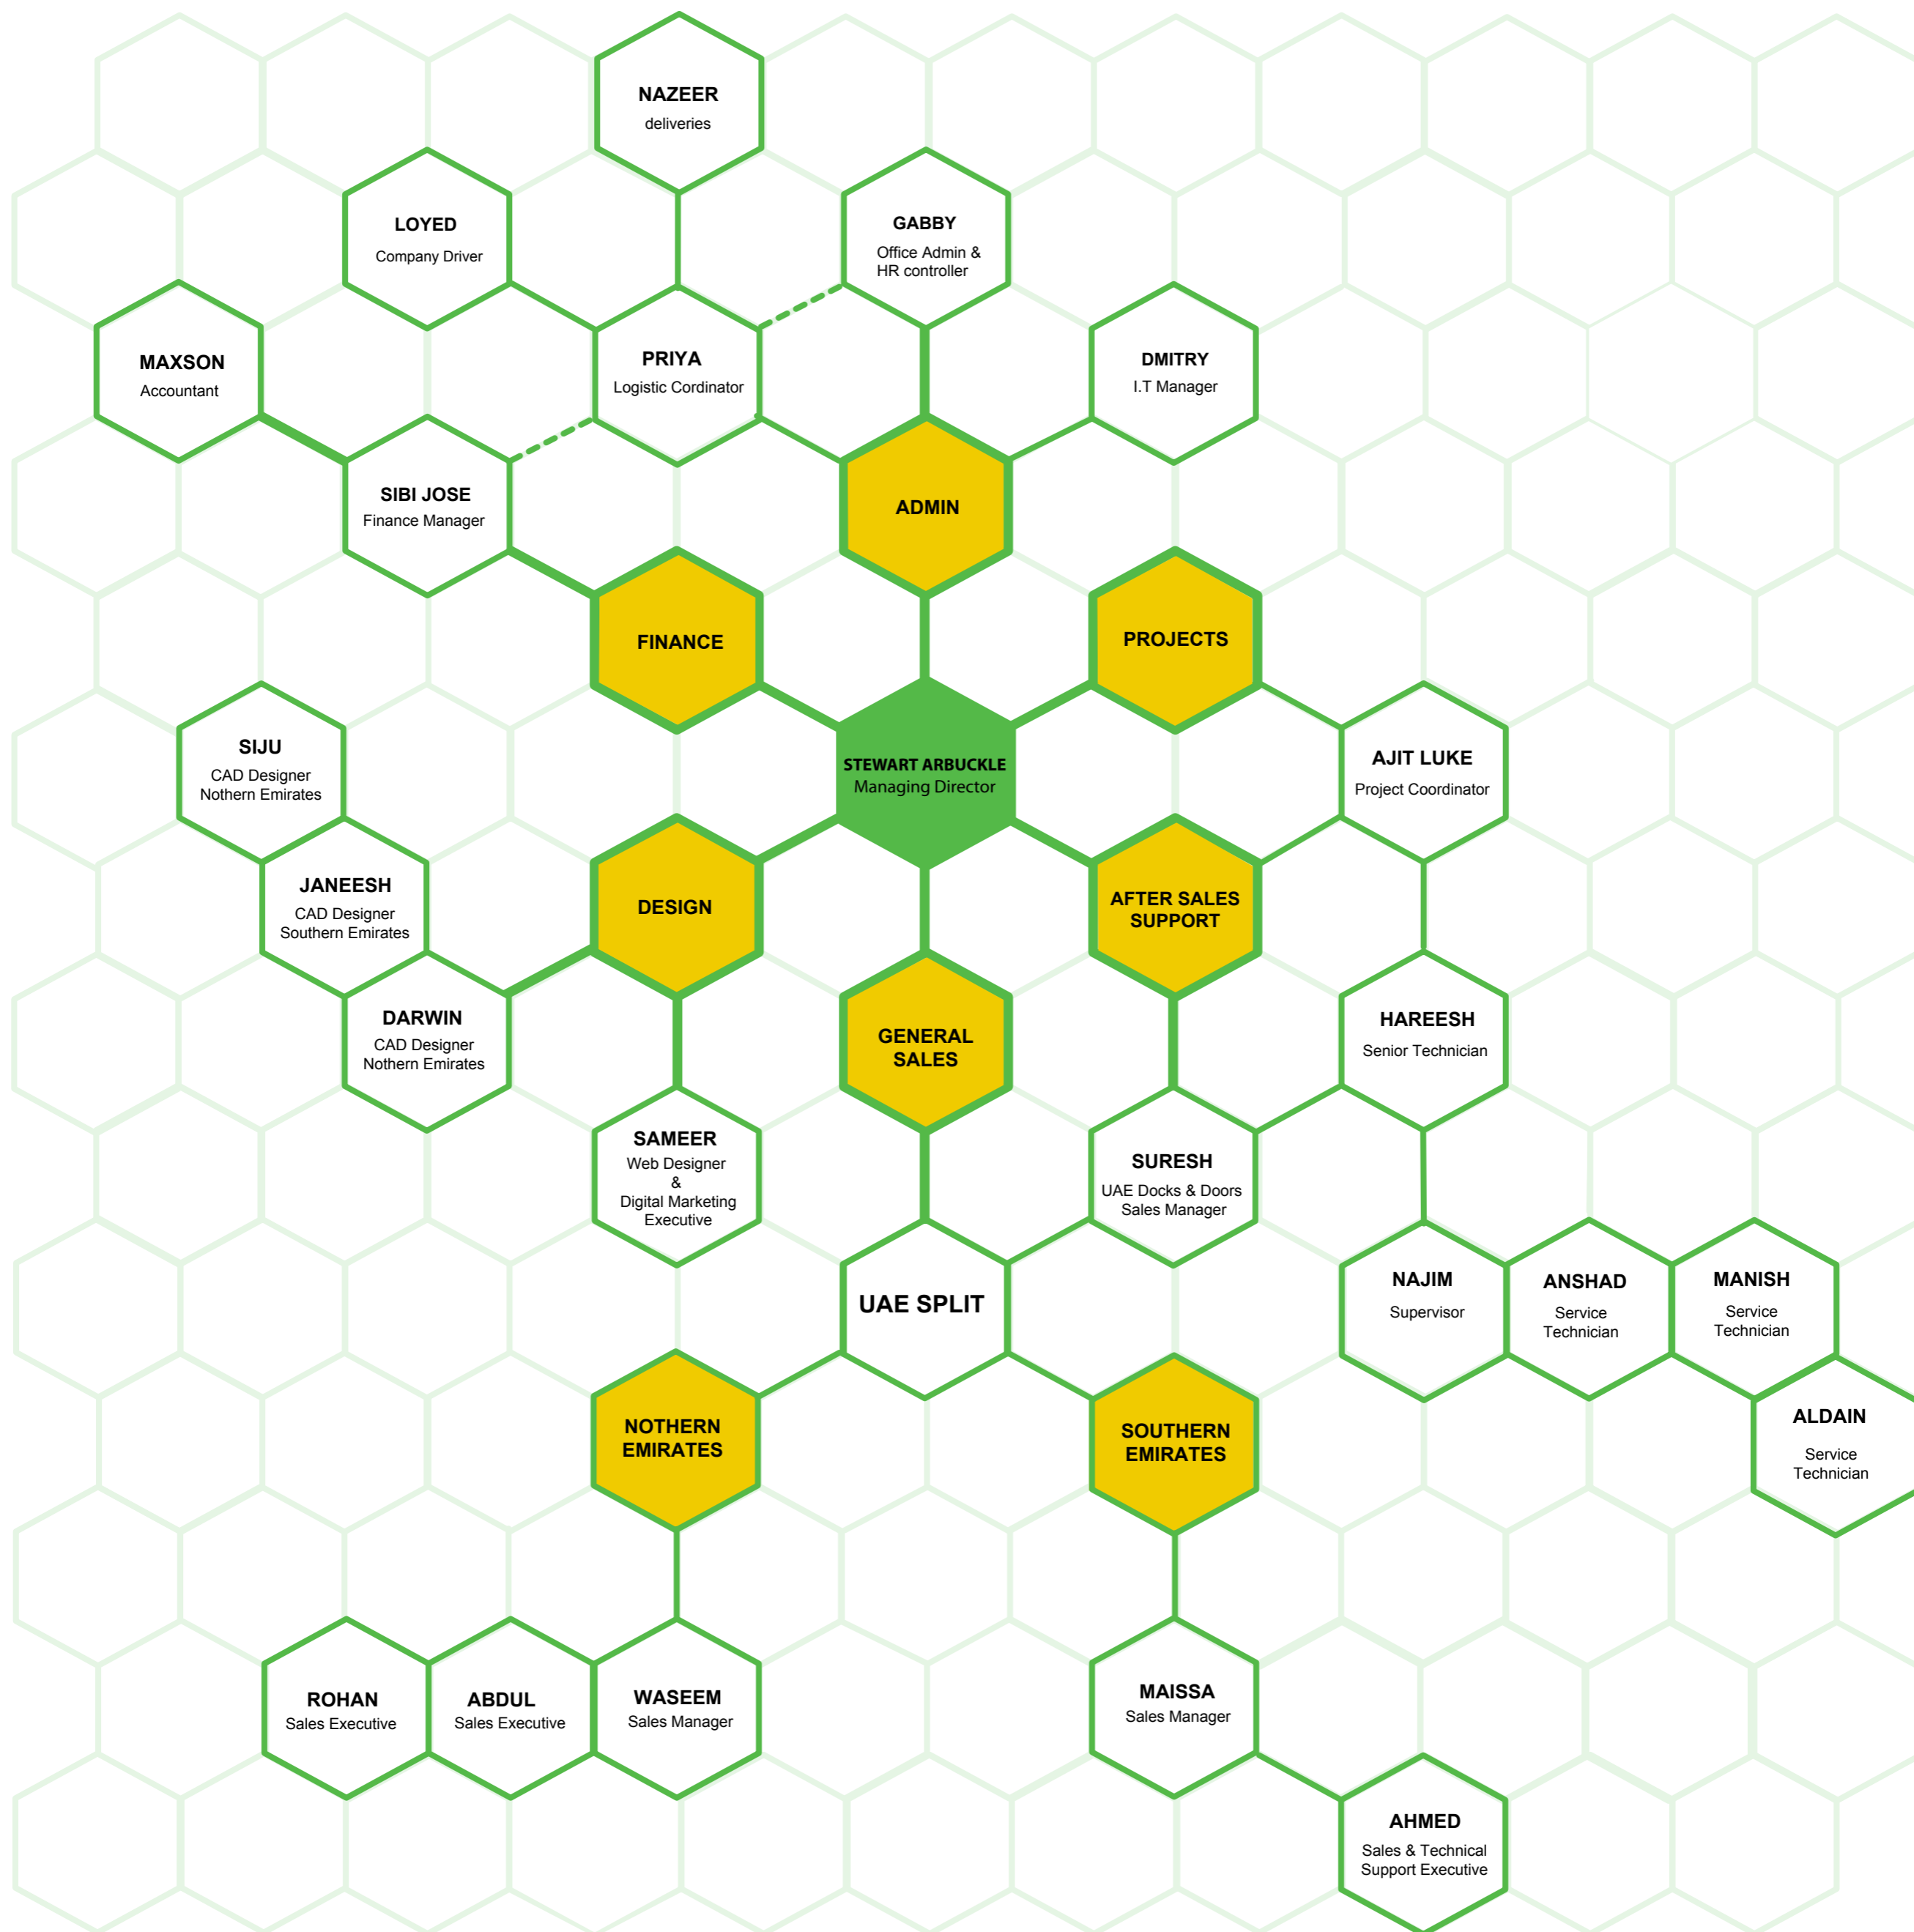 NAZEER
deliveries
LOYED
Company Driver
GABBY
Office Admin &
HR controller
MAXSON
Accountant
PRIYA
Logistic Cordinator
DMITRY
I.T Manager
SIBI JOSE
Finance Manager
ADMIN
FINANCE
PROJECTS
SIJU
CAD Designer
Nothern Emirates
STEWART ARBUCKLE
Managing Director
AJIT LUKE
Project Coordinator
JANEESH
CAD Designer
Southern Emirates
DESIGN
AFTER SALES
SUPPORT
DARWIN
CAD Designer
Nothern Emirates
GENERAL
SALES
HAREESH
Senior Technician
SAMEER
Web Designer
&
Digital Marketing
Executive
SURESH
UAE Docks & Doors
Sales Manager
UAE SPLIT
NAJIM
Supervisor
ANSHAD
Service
Technician
MANISH
Service
Technician
NOTHERN
EMIRATES
SOUTHERN
EMIRATES
ALDAIN
Service
Technician
ROHAN
Sales Executive
ABDUL
Sales Executive
WASEEM
Sales Manager
MAISSA
Sales Manager
AHMED
Sales & Technical
Support Executive